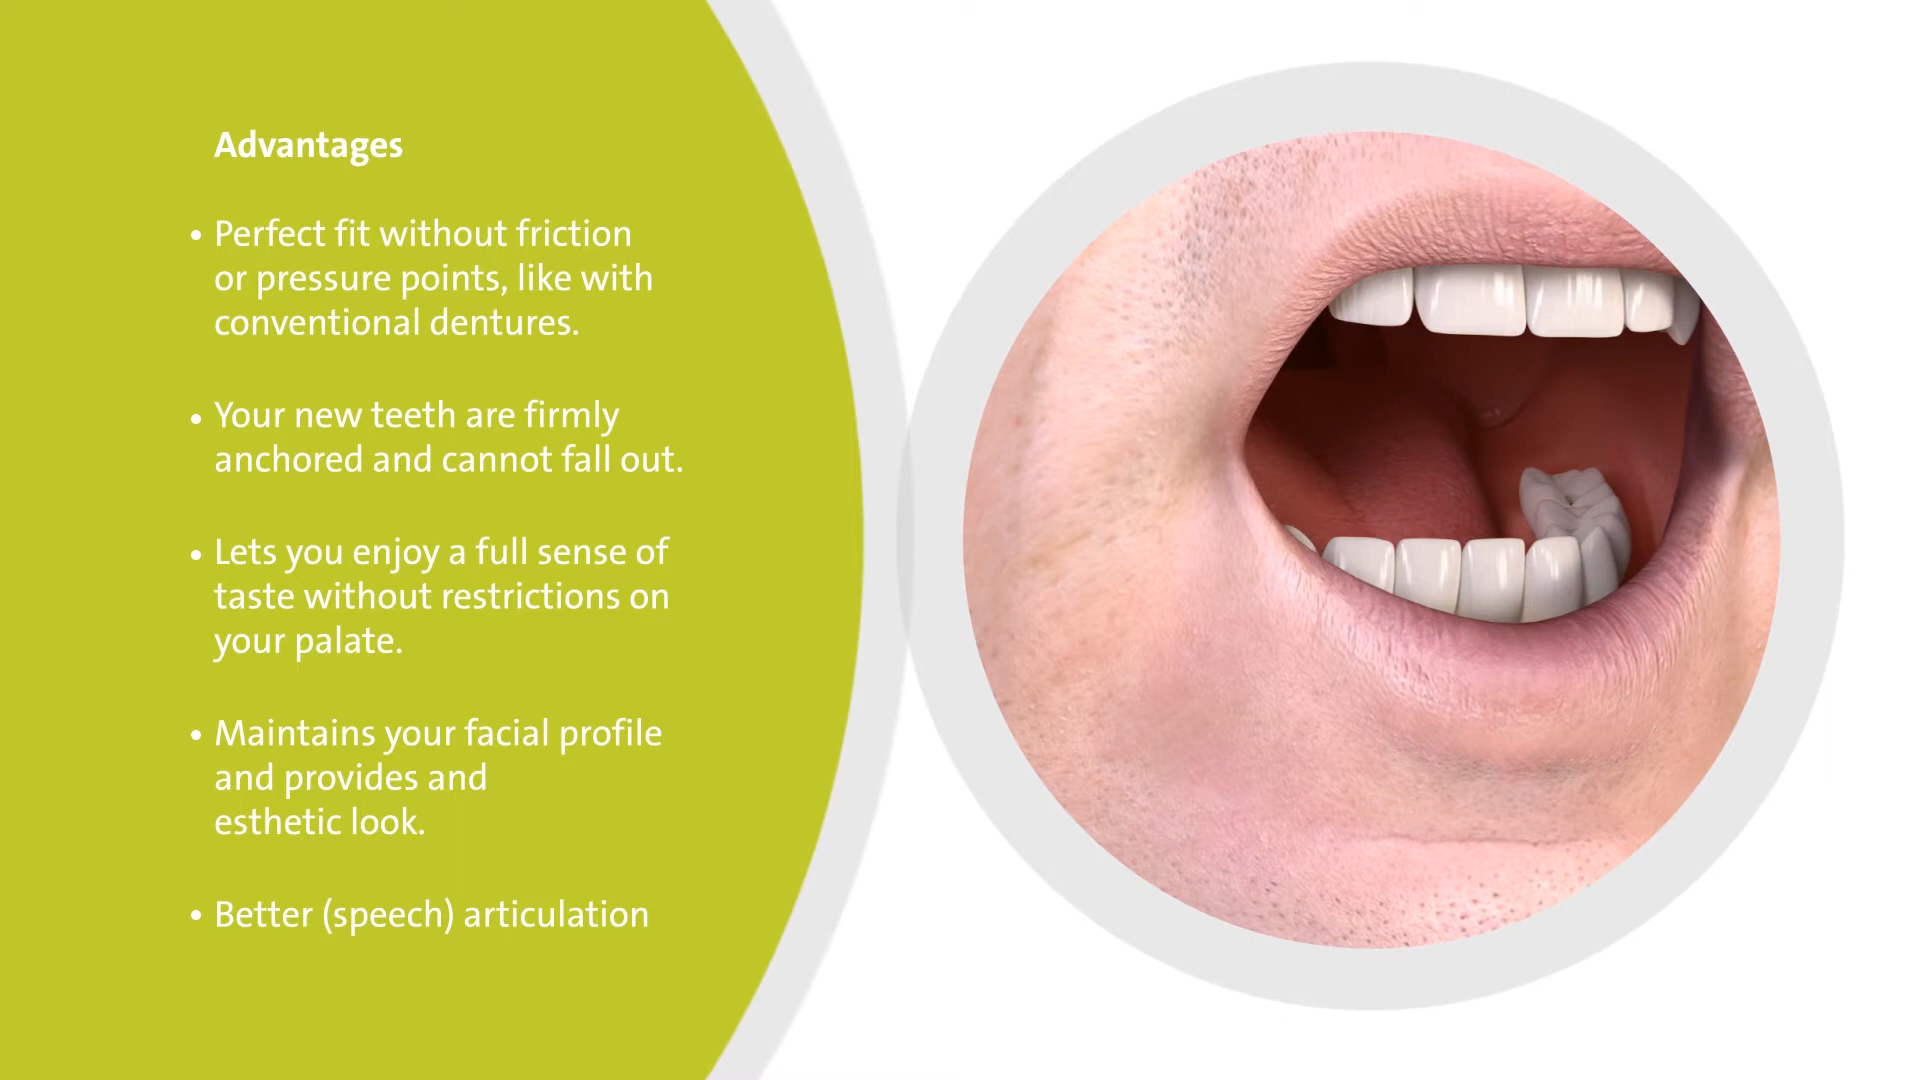 Advantages
• Perfect fit without friction
or pressure points, like with
conventional dentures.
• Your new teeth are firmly
anchored and cannot fall out.
• Lets you enjoy a full sense of
taste without restrictions on
your palate.
• Maintains your facial profile
and provides and
esthetic look.
• Better (speech) articulation